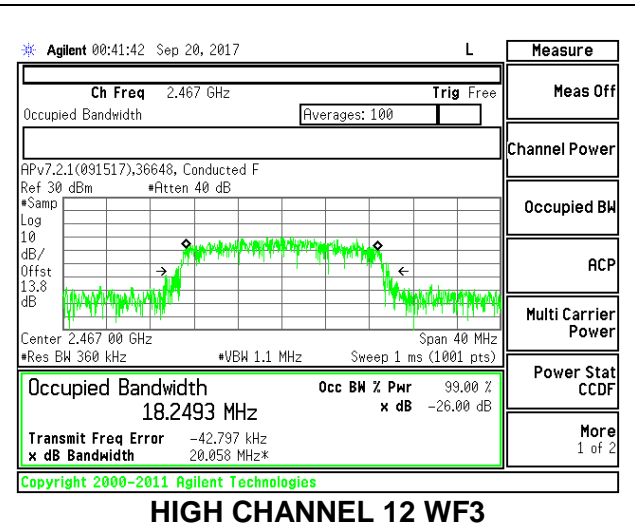 Agilent 00:41:42 Sep 20, 2017 L
Measure
Ch Freq 2.467 GHz Trig Free
Occupied Bandwidth Averages: 100
APv7.2.1(091517),36648, Conducted F
Ref 30 dBm #Atten 40 dB
#Samp
Log
10
dB/
Offst
13.8
dB
Center 2.467 00 GHz Span 40 MHz
#Res BW 360 kHz #VBW 1.1 MHz Sweep 1 ms (1001 pts)
Occupied Bandwidth Occ BW % Pwr 99.00 %
18.2493 MHz x dB -26.00 dB
Transmit Freq Error -42.797 kHz
x dB Bandwidth 20.058 MHz*
Copyright 2000-2011 Agilent Technologies
Meas Off
Channel Power
Occupied BW
ACP
Multi Carrier
Power
Power Stat
CCDF
More
1 of 2
HIGH CHANNEL 12 WF3